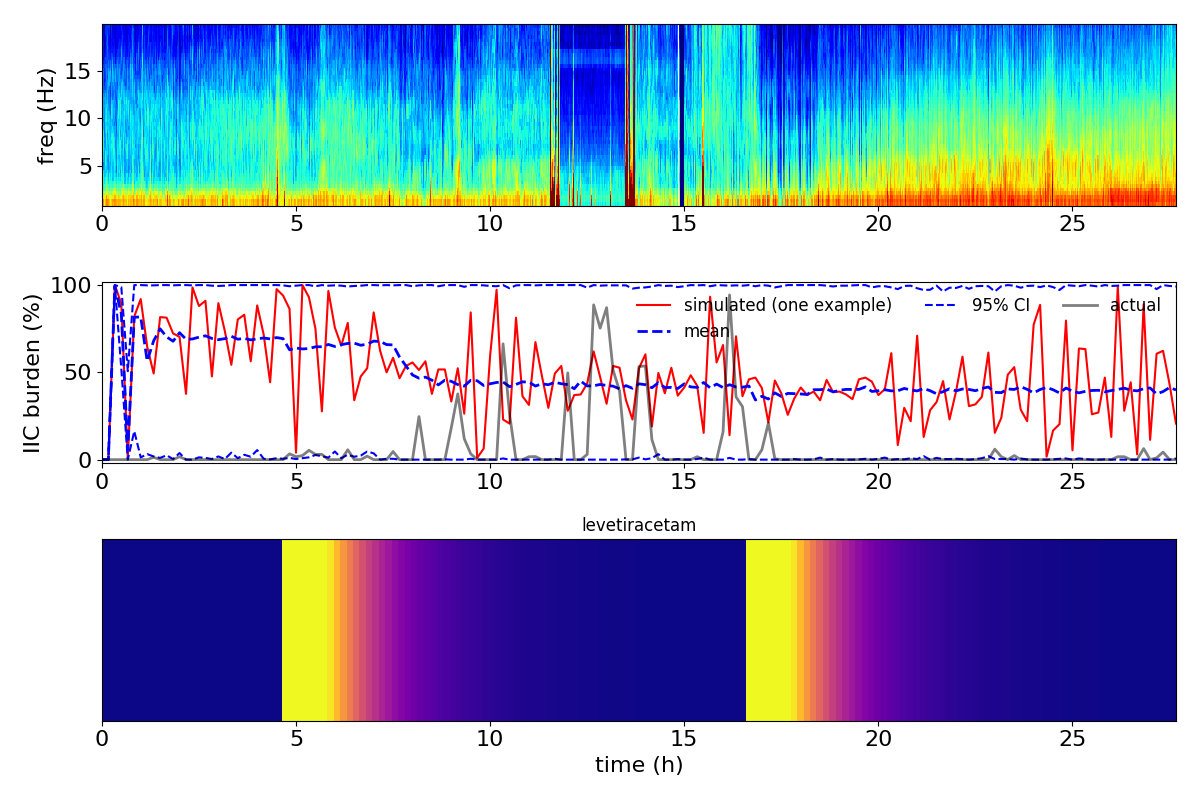 freq (Hz)
15
10
5
0 5 10 15 20 25
IIC burden (%)
100
50
0
simulated (one example)
mean
95% CI
actual
0 5 10 15 20 25
levetiracetam
0 5 10 15 20 25
time (h)